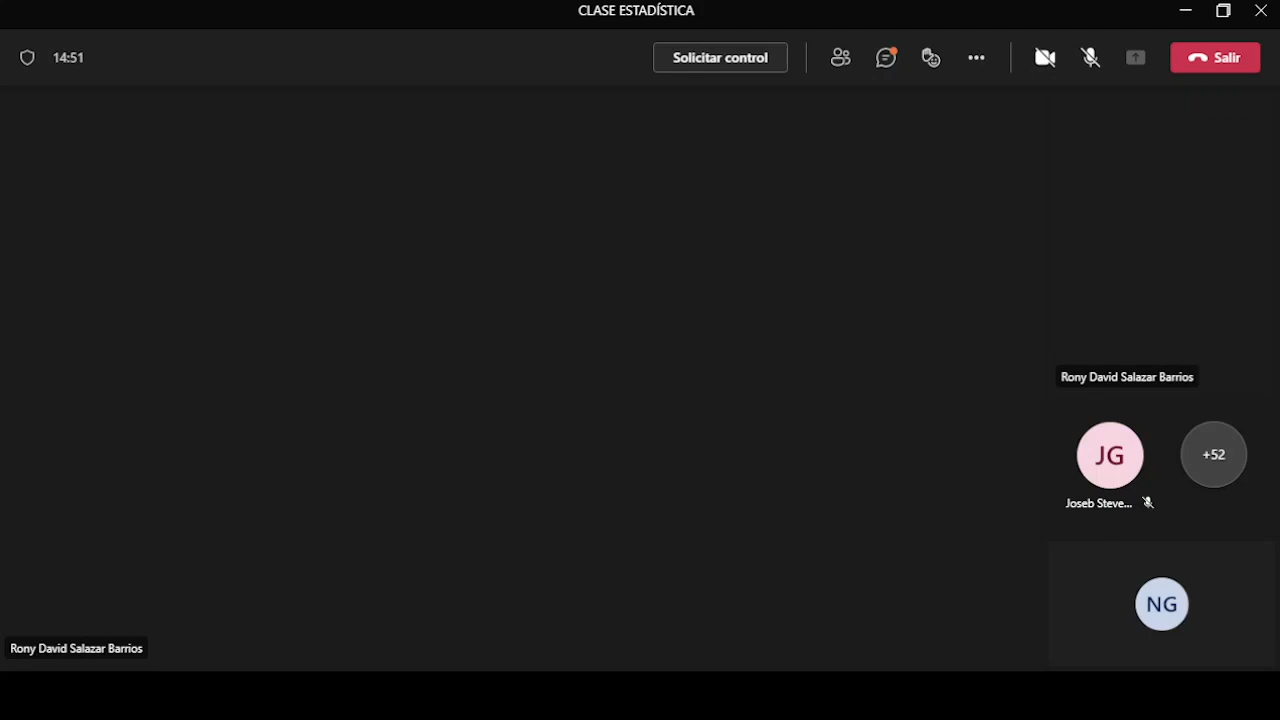 CLASE ESTADÍSTICA
14:51
Solicitar control
Salir
Rony David Salazar Barrios
JG
+52
Joseb Steve...
NG
Rony David Salazar Barrios